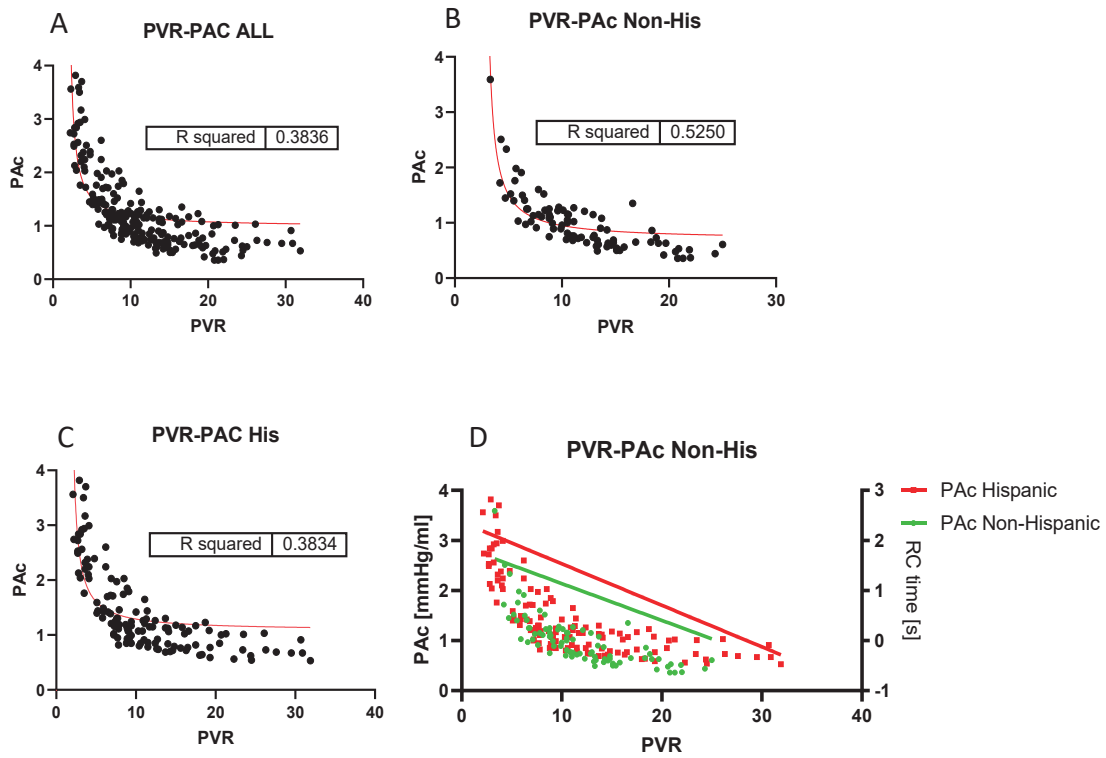 A
PVR-PAC ALL
4
3
2
1
0
PAc
R squared 0.3836
0 10 20 30 40
PVR
B
PVR-PAc Non-His
4
3
2
1
0
PAc
R squared 0.5250
0 10 20 30
PVR
C
PVR-PAC His
4
3
2
1
0
PAc
R squared 0.3834
0 10 20 30 40
PVR
D
PVR-PAc Non-His
4
3
2
1
0
PAc [mmHg/ml]
0 10 20 30 40
PVR
3
2
1
0
-1
RC time [s]
PAc Hispanic
PAc Non-Hispanic